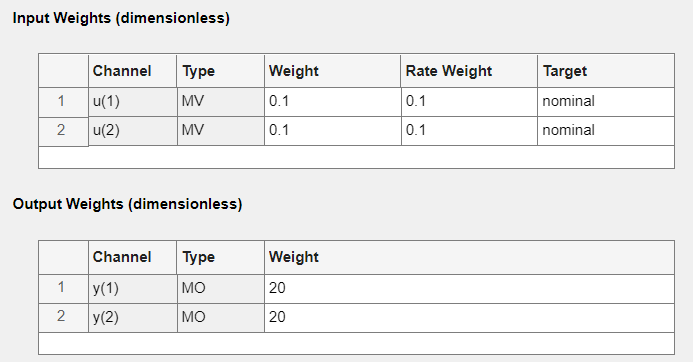 Input Weights (dimensionless)
Channel Type Weight Rate Weight Target
1 u(1) MV 0.1 0.1 nominal
2 u(2) MV 0.1 0.1 nominal
Output Weights (dimensionless)
Channel Type Weight
1 y(1) MO 20
2 y(2) MO 20